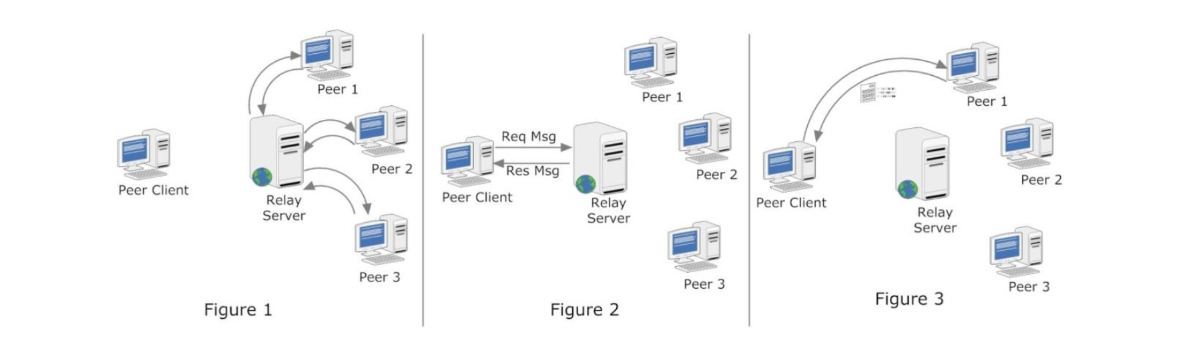 Peer 1
Peer 2
Peer Client
Relay
Server
Peer 3
Figure 1
Peer 1
Req Msg
Res Msg
Peer 2
Peer Client
Relay
Server
Peer 3
Figure 2
Peer 1
Peer 2
Peer Client
Relay
Server
Peer 3
Figure 3